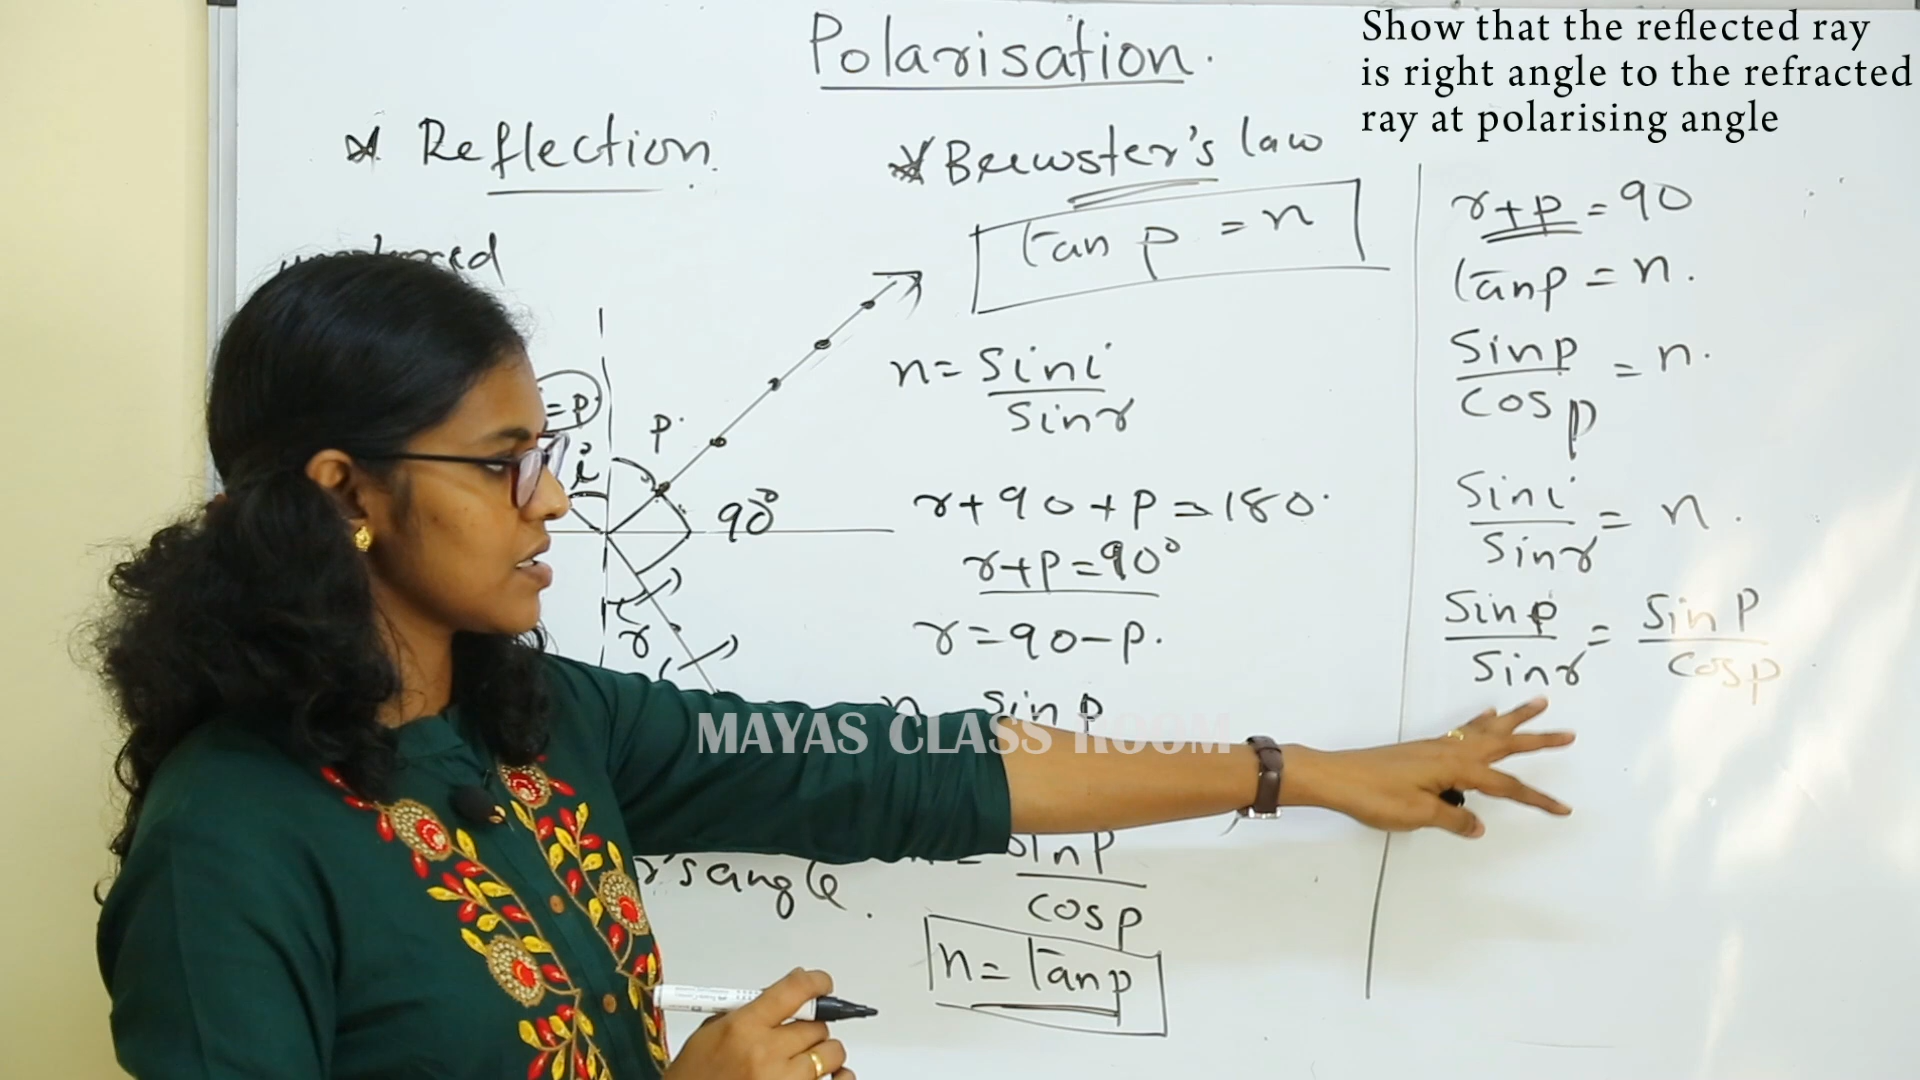 Show that the reflected ray
is right angle to the refracted
ray at polarising angle
Polarisation.
* Reflection.
* Brewster's law
tan p = n
=p
i
p.
90°
r
n = sin i / sin r
r+90+p=180.
r+p=90°
r=90-p.
sin p
sin p / cos p
n = tan p
r's angle.
r+p=90
tan p = n.
sin p / cos p = n.
sin i / sin r = n.
sin p / sin r = sin p / cos p
MAYAS CLASS ROOM